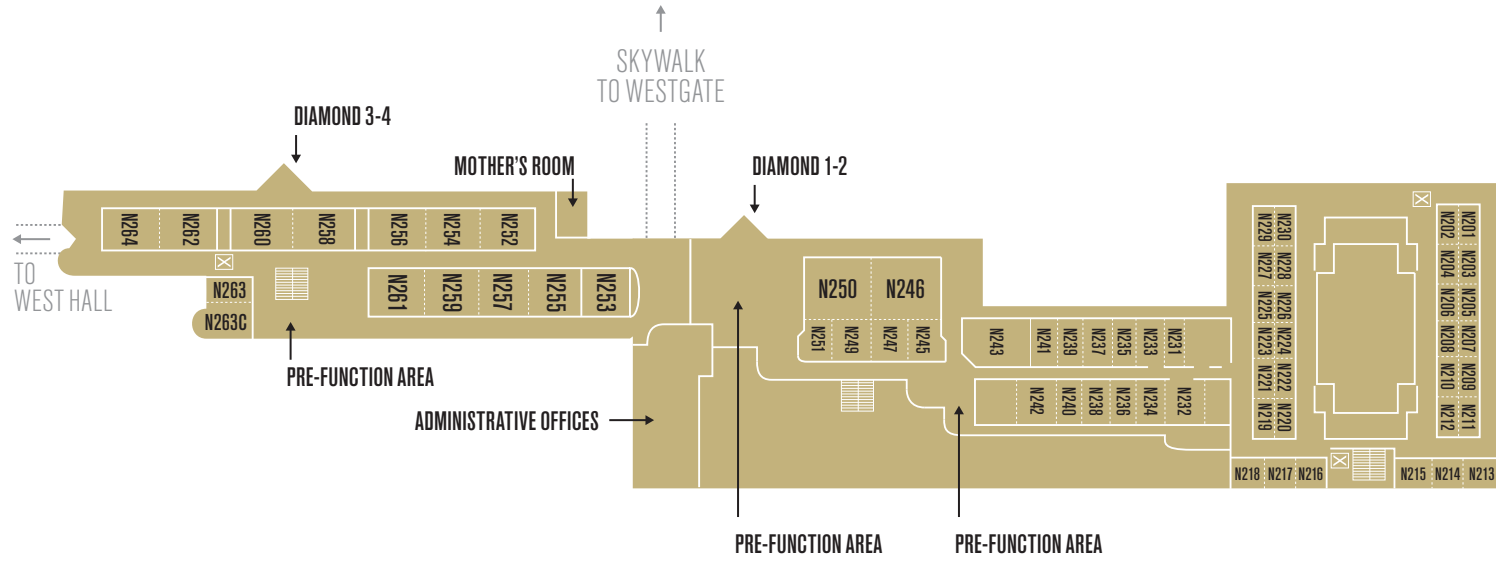 SKYWALK
TO WESTGATE
DIAMOND 3-4
MOTHER'S ROOM
DIAMOND 1-2
N264
N262
N260
N258
N256
N254
N252
TO
WEST HALL
N263
N263C
N261
N259
N257
N255
N253
PRE-FUNCTION AREA
ADMINISTRATIVE OFFICES
N250
N246
N251
N249
N247
N245
N243
N241
N239
N237
N235
N233
N231
N242
N240
N238
N236
N234
N232
N229
N230
N227
N228
N225
N226
N223
N224
N221
N222
N219
N220
N202
N201
N204
N203
N206
N205
N208
N207
N210
N209
N212
N211
N218
N217
N216
N215
N214
N213
PRE-FUNCTION AREA
PRE-FUNCTION AREA